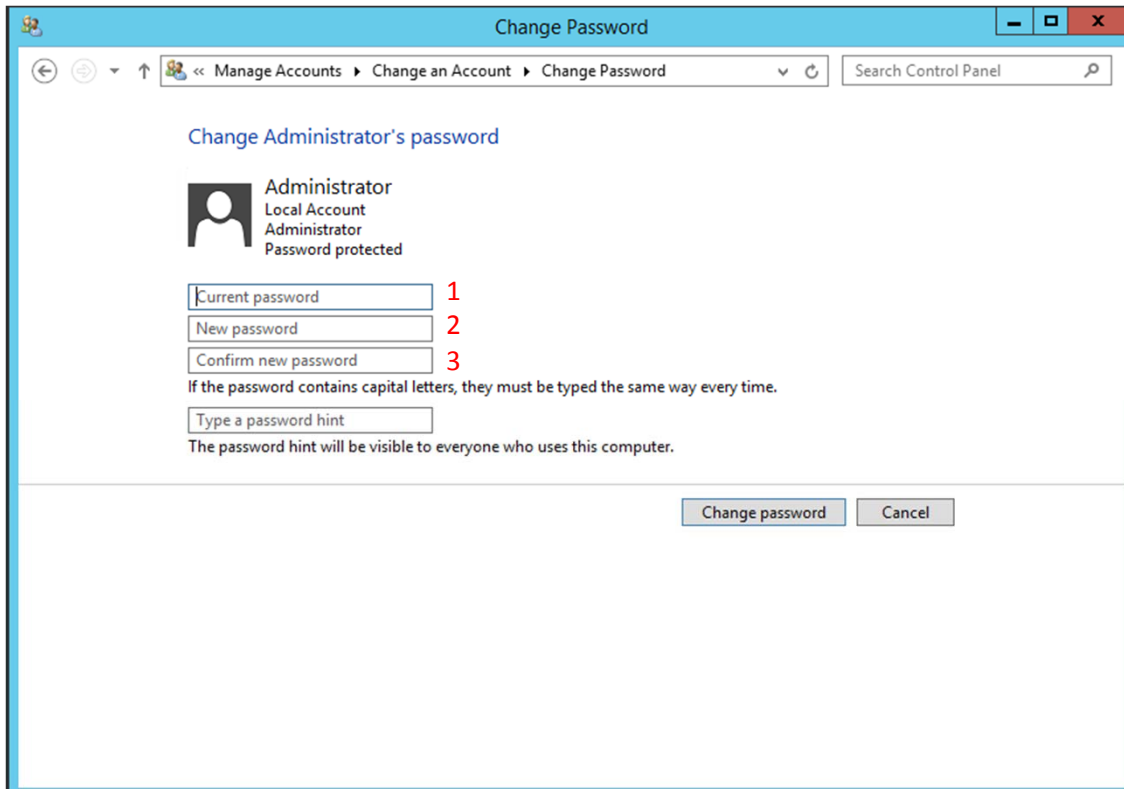 Change Password
« Manage Accounts Change an Account Change Password
Search Control Panel
Change Administrator's password
Administrator
Local Account
Administrator
Password protected
Current password 1
New password 2
Confirm new password 3
If the password contains capital letters, they must be typed the same way every time.
Type a password hint
The password hint will be visible to everyone who uses this computer.
Change password Cancel